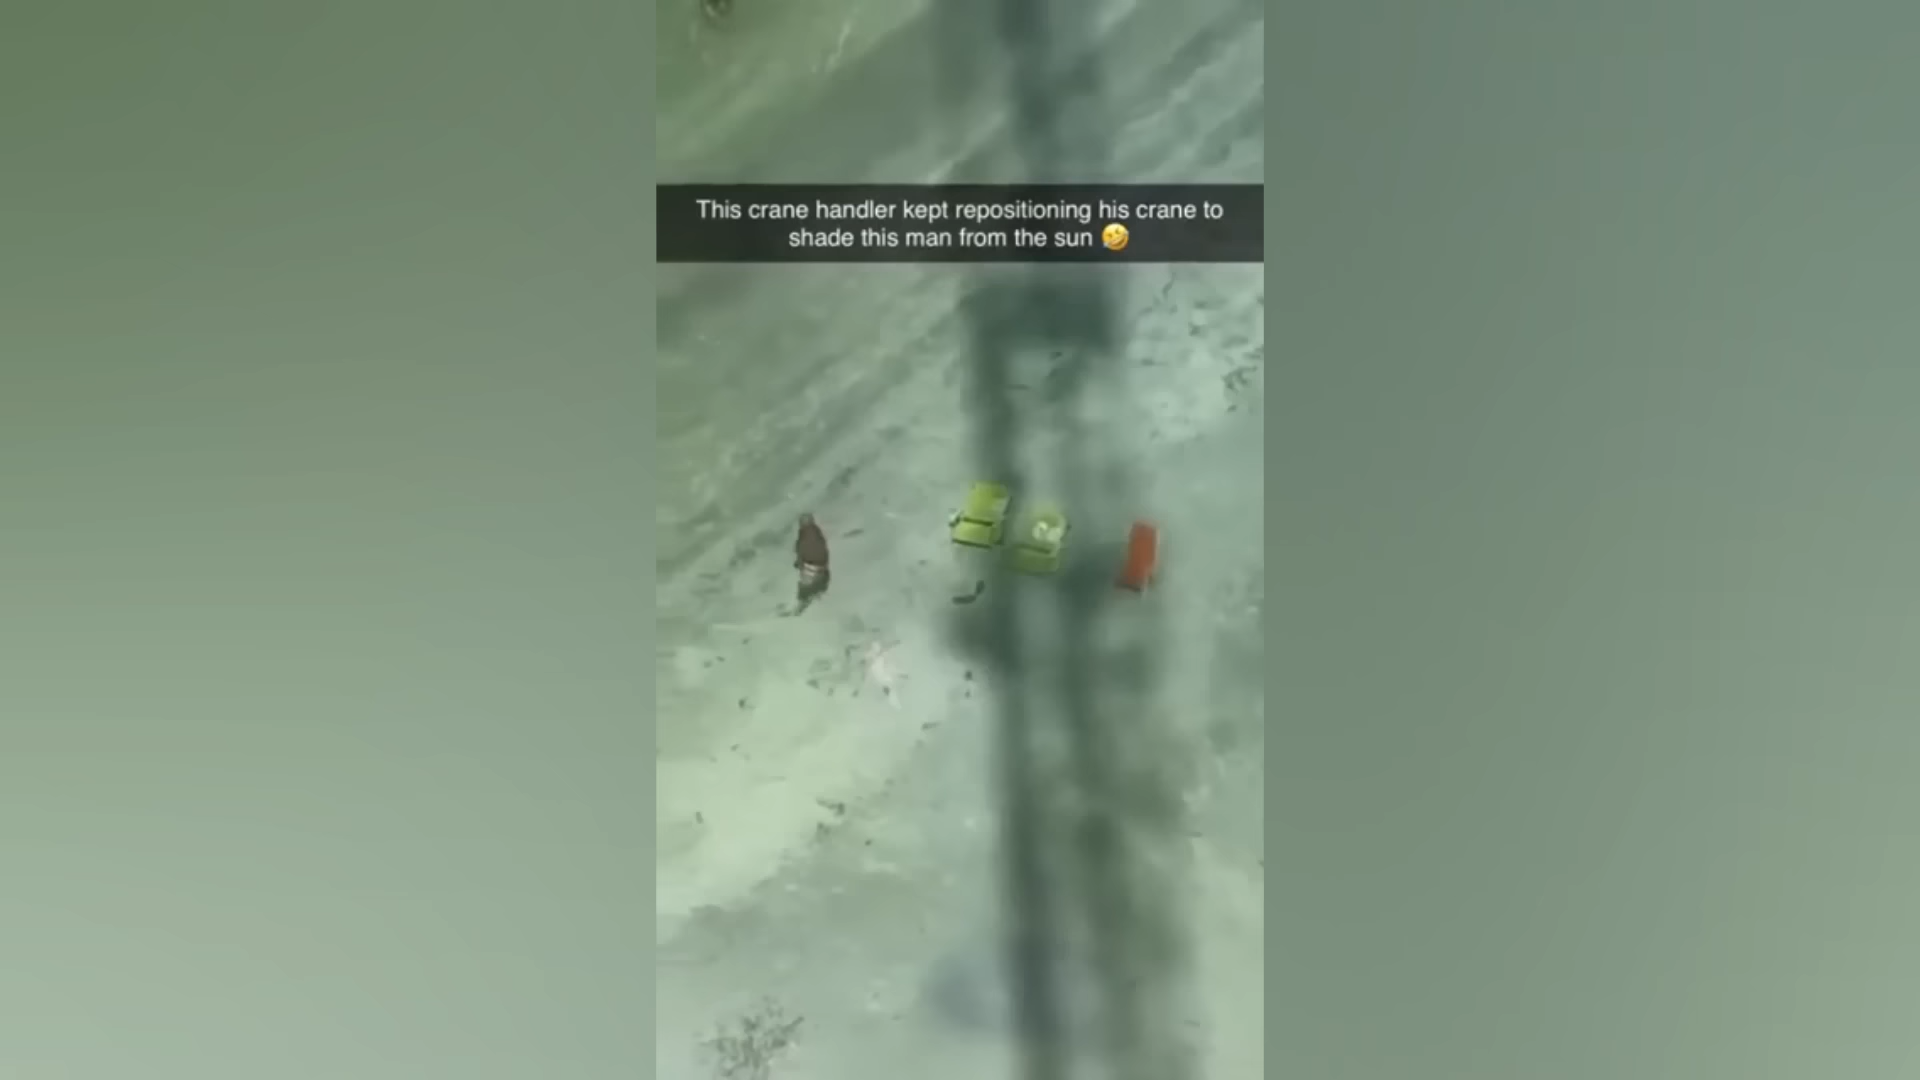 This crane handler kept repositioning his crane to
shade this man from the sun 🤣